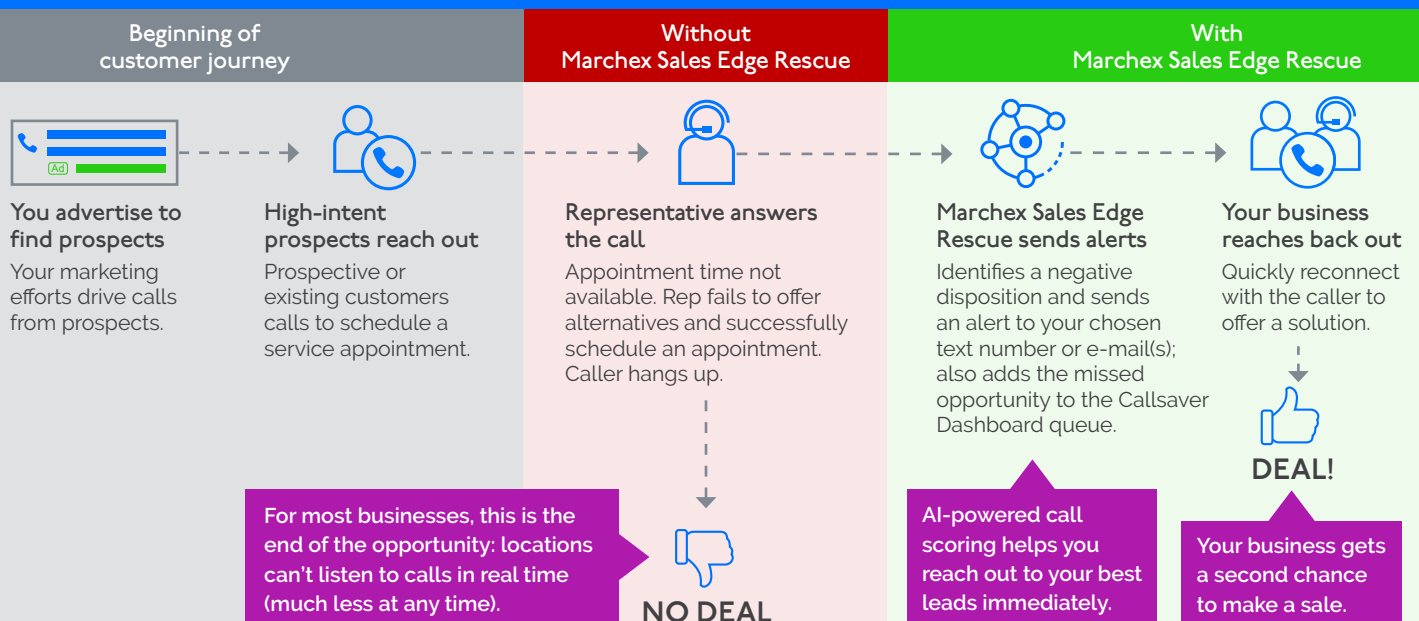 Beginning of
customer journey
Without
Marchex Sales Edge Rescue
With
Marchex Sales Edge Rescue
Ad
You advertise to
find prospects
Your marketing
efforts drive calls
from prospects.
High-intent
prospects reach out
Prospective or
existing customers
calls to schedule a
service appointment.
Representative answers
the call
Appointment time not
available. Rep fails to offer
alternatives and successfully
schedule an appointment.
Caller hangs up.
For most businesses, this is the
end of the opportunity: locations
can't listen to calls in real time
(much less at any time).
NO DEAL
Marchex Sales Edge
Rescue sends alerts
Identifies a negative
disposition and sends
an alert to your chosen
text number or e-mail(s);
also adds the missed
opportunity to the Callsaver
Dashboard queue.
AI-powered call
scoring helps you
reach out to your best
leads immediately.
Your business
reaches back out
Quickly reconnect
with the caller to
offer a solution.
DEAL!
Your business gets
a second chance
to make a sale.